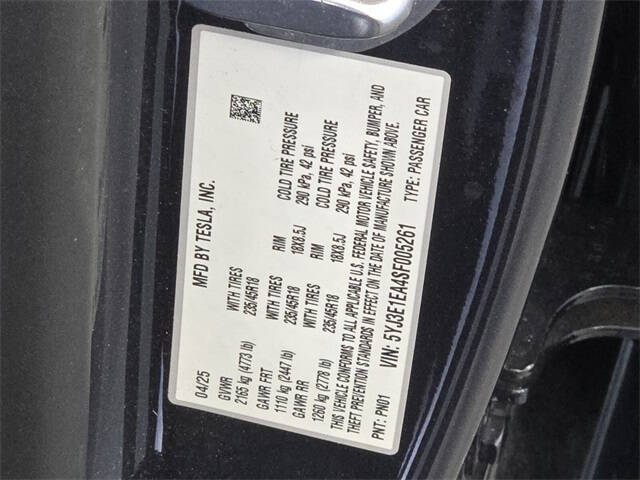 MFD BY TESLA, INC.
04/25
GVWR
2165 kg (4773 lb)
GAWR FRT WITH TIRES RIM COLD TIRE PRESSURE
1110 kg (2447 lb) 235/45R18 18X8.5J 290 kPa, 42 psi
GAWR RR WITH TIRES RIM COLD TIRE PRESSURE
1260 kg (2778 lb) 235/45R18 18X8.5J 290 kPa, 42 psi
THIS VEHICLE CONFORMS TO ALL APPLICABLE U.S. FEDERAL MOTOR VEHICLE SAFETY, BUMPER, AND
THEFT PREVENTION STANDARDS IN EFFECT ON THE DATE OF MANUFACTURE SHOWN ABOVE.
VIN: 5YJ3E1EA4SF005261 TYPE: PASSENGER CAR
PNT: PN01